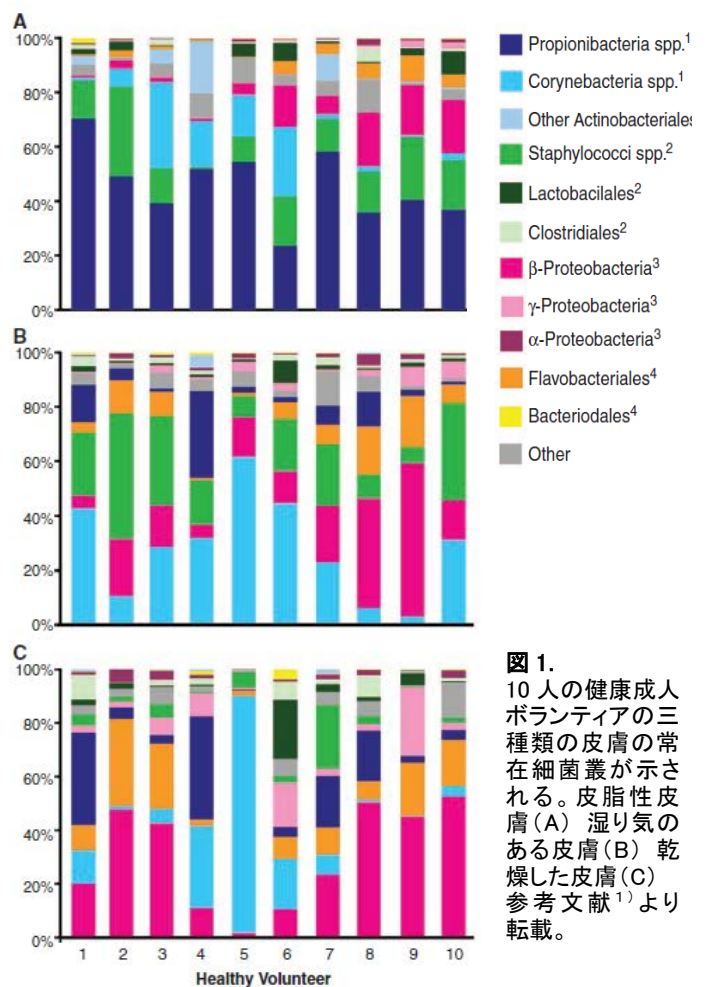 A
100%
80%
60%
40%
20%
0%
B
100%
80%
60%
40%
20%
0%
C
100%
80%
60%
40%
20%
0%
1 2 3 4 5 6 7 8 9 10
Healthy Volunteer
Propionibacteria spp.¹
Corynebacteria spp.¹
Other Actinobacteriales
Staphylococci spp.²
Lactobacilales²
Clostridiales²
β-Proteobacteria³
γ-Proteobacteria³
α-Proteobacteria³
Flavobacteriales⁴
Bacteriodales⁴
Other
図 1.
10 人の健康成人
ボランティアの三
種類の皮膚の常
在細菌叢が示さ
れる。皮脂性皮
膚(A) 湿り気の
ある皮膚(B) 乾
燥した皮膚(C)
参考文献¹⁾より
転載。